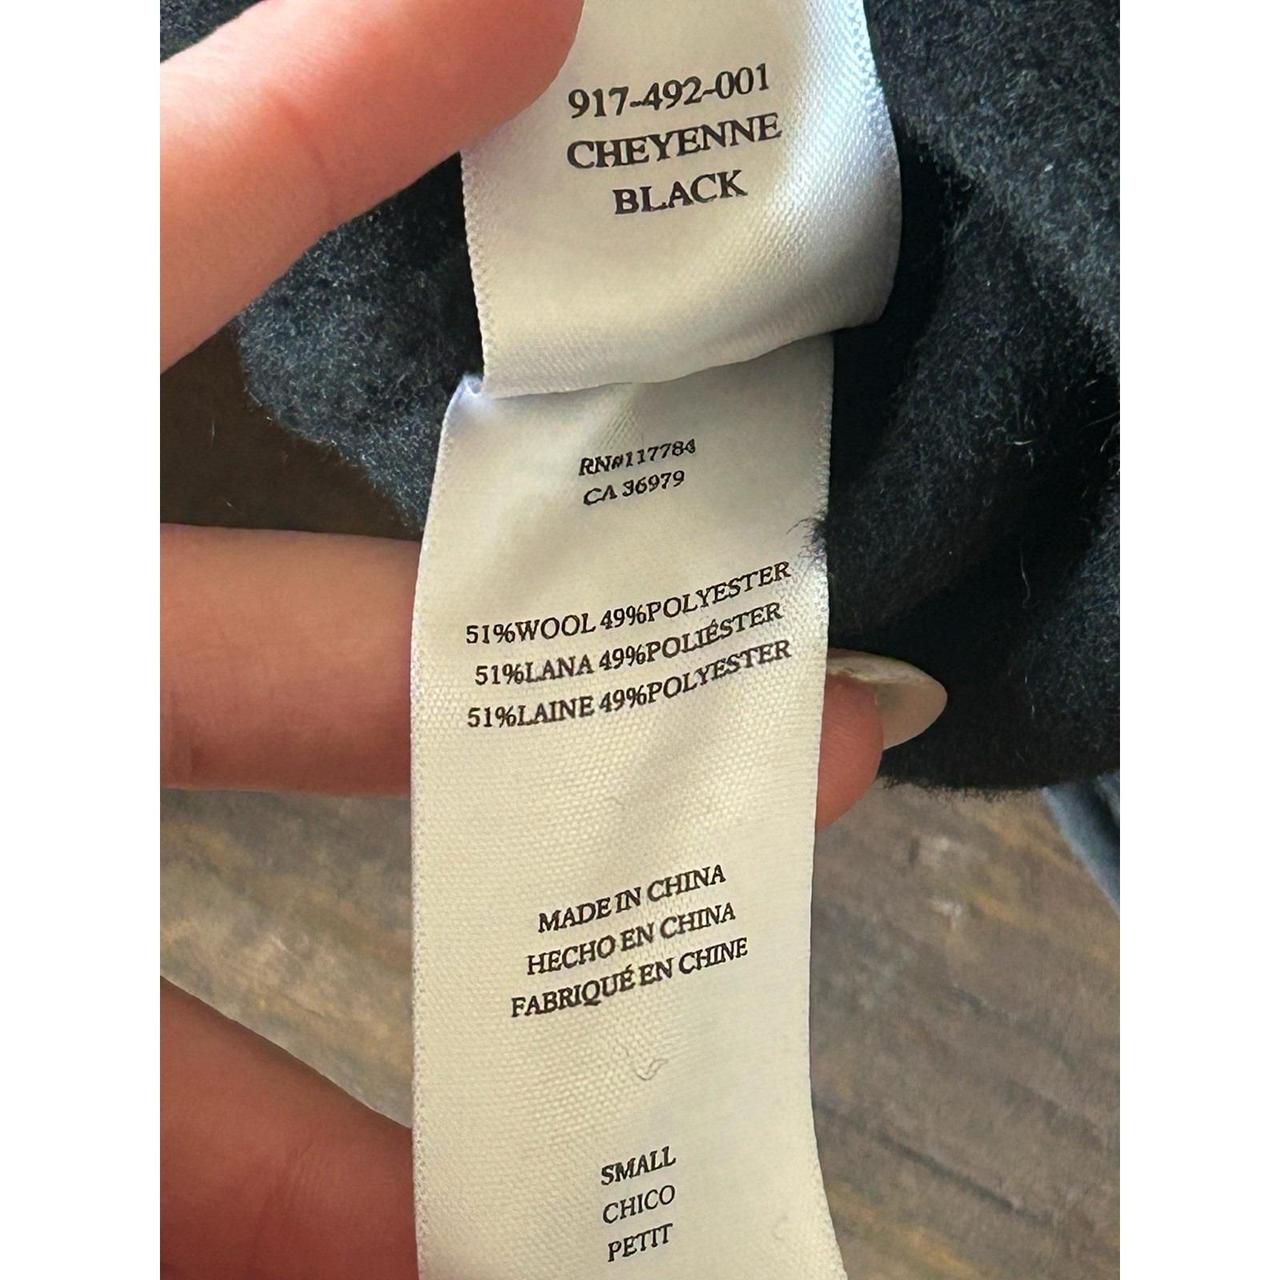 917-492-001
CHEYENNE
BLACK
RN#117784
CA 36979
51%WOOL 49%POLYESTER
51%LANA 49%POLIÉSTER
51%LAINE 49%POLYESTER
MADE IN CHINA
HECHO EN CHINA
FABRIQUÉ EN CHINE
SMALL
CHICO
PETIT